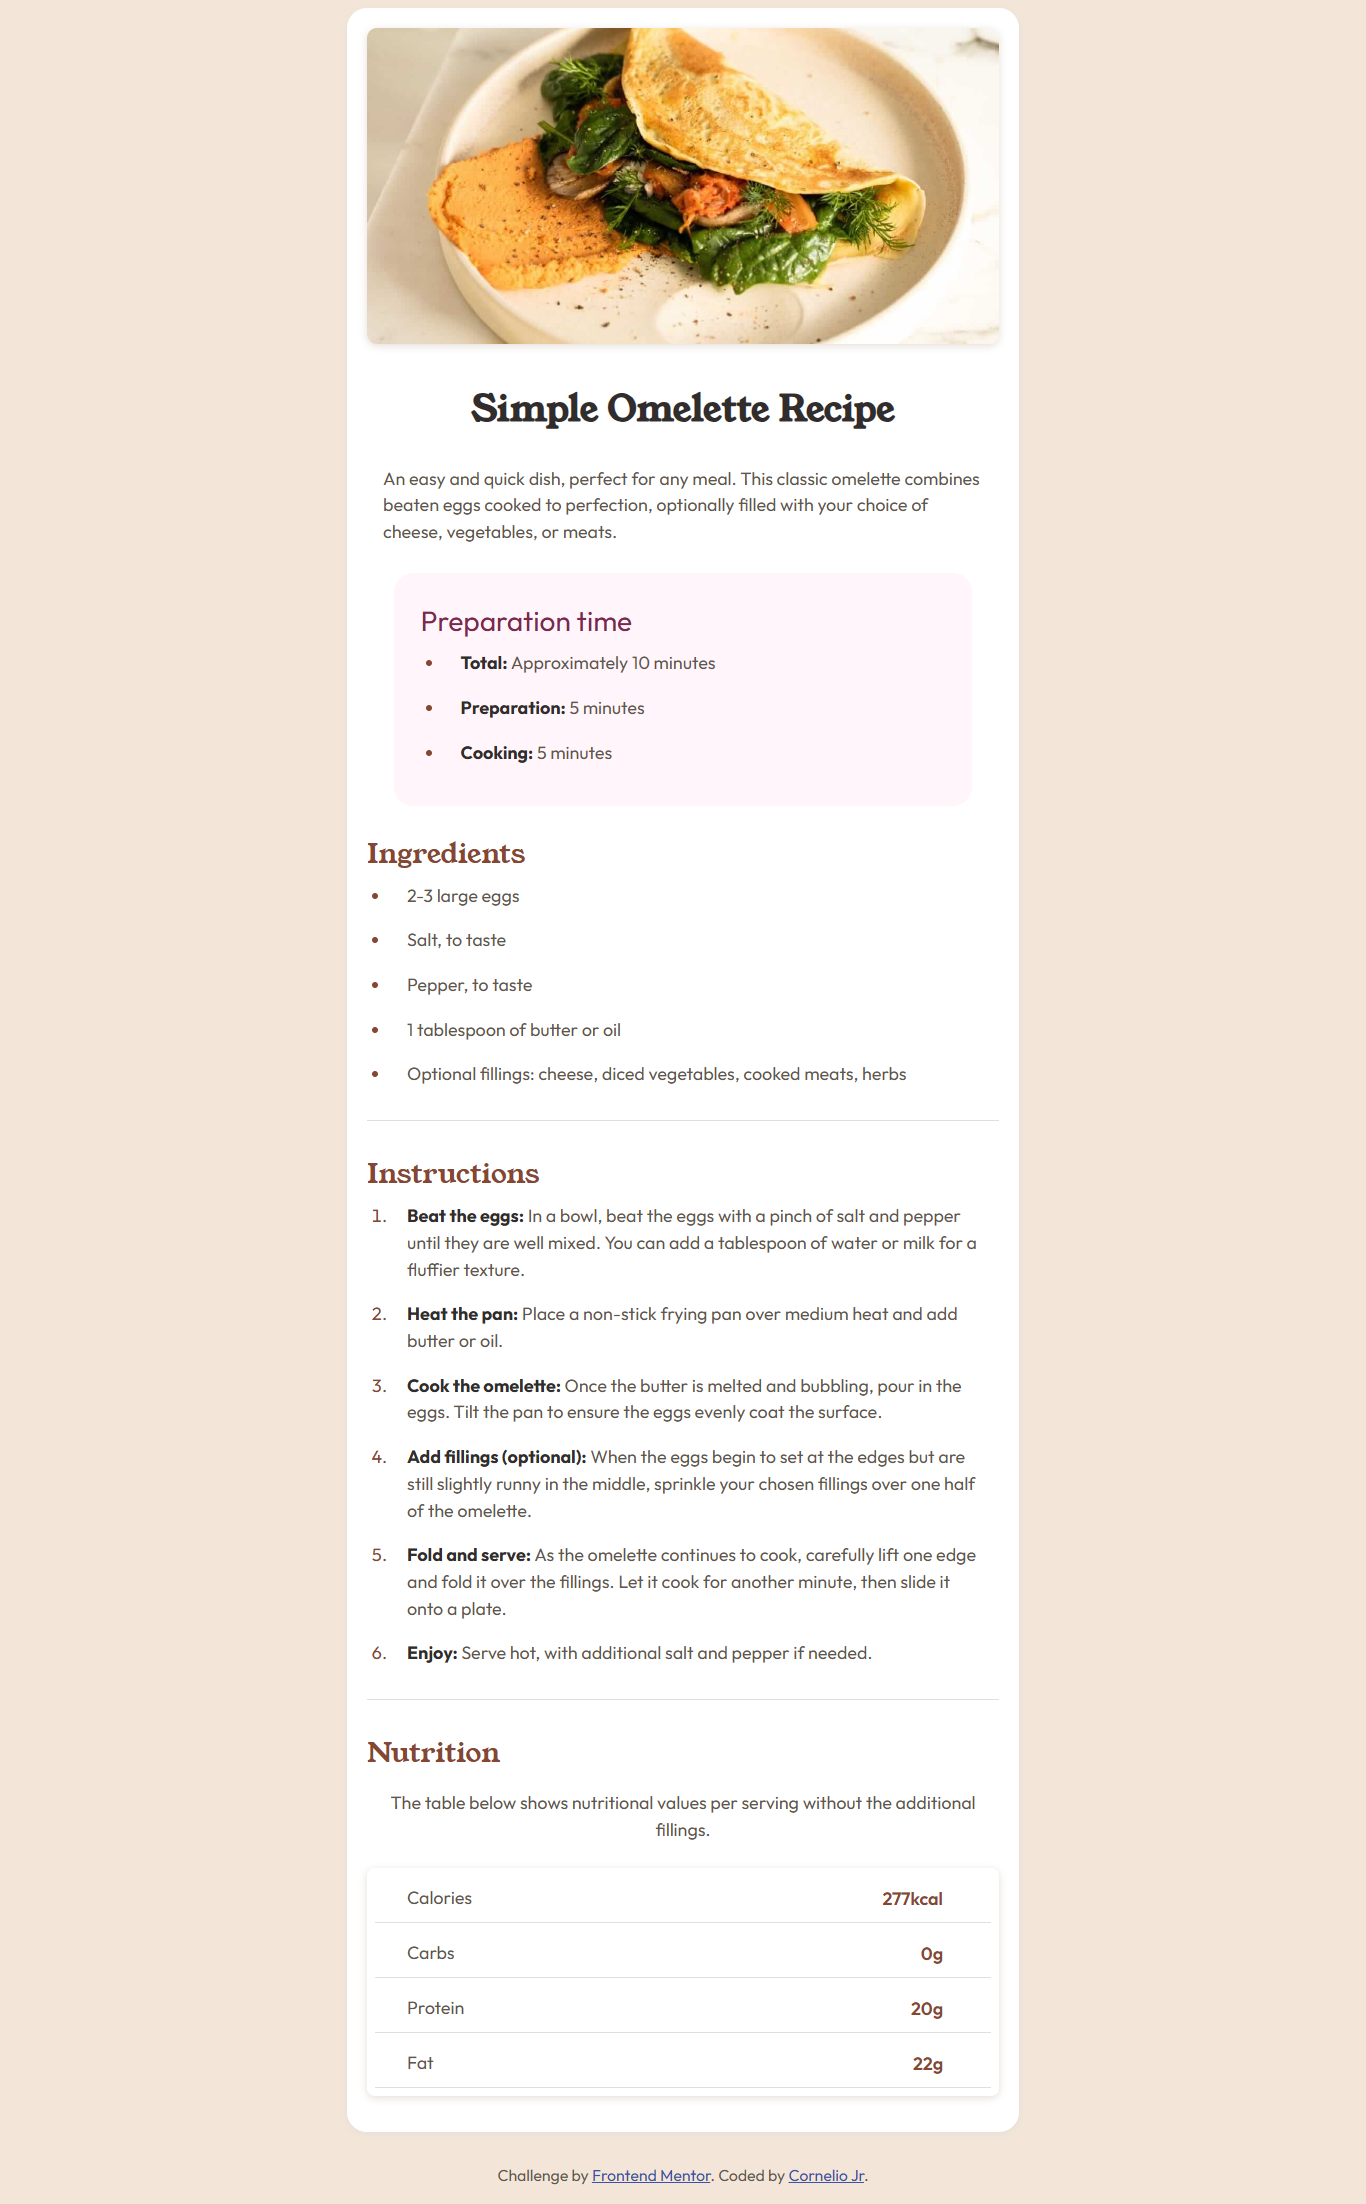 Simple Omelette Recipe
An easy and quick dish, perfect for any meal. This classic omelette combines
beaten eggs cooked to perfection, optionally filled with your choice of
cheese, vegetables, or meats.
Preparation time
• Total: Approximately 10 minutes
• Preparation: 5 minutes
• Cooking: 5 minutes
Ingredients
• 2-3 large eggs
• Salt, to taste
• Pepper, to taste
• 1 tablespoon of butter or oil
• Optional fillings: cheese, diced vegetables, cooked meats, herbs
Instructions
1. Beat the eggs: In a bowl, beat the eggs with a pinch of salt and pepper
until they are well mixed. You can add a tablespoon of water or milk for a
fluffier texture.
2. Heat the pan: Place a non-stick frying pan over medium heat and add
butter or oil.
3. Cook the omelette: Once the butter is melted and bubbling, pour in the
eggs. Tilt the pan to ensure the eggs evenly coat the surface.
4. Add fillings (optional): When the eggs begin to set at the edges but are
still slightly runny in the middle, sprinkle your chosen fillings over one half
of the omelette.
5. Fold and serve: As the omelette continues to cook, carefully lift one edge
and fold it over the fillings. Let it cook for another minute, then slide it
onto a plate.
6. Enjoy: Serve hot, with additional salt and pepper if needed.
Nutrition
The table below shows nutritional values per serving without the additional
fillings.
Calories 277kcal
Carbs 0g
Protein 20g
Fat 22g
Challenge by Frontend Mentor. Coded by Cornelio Jr.